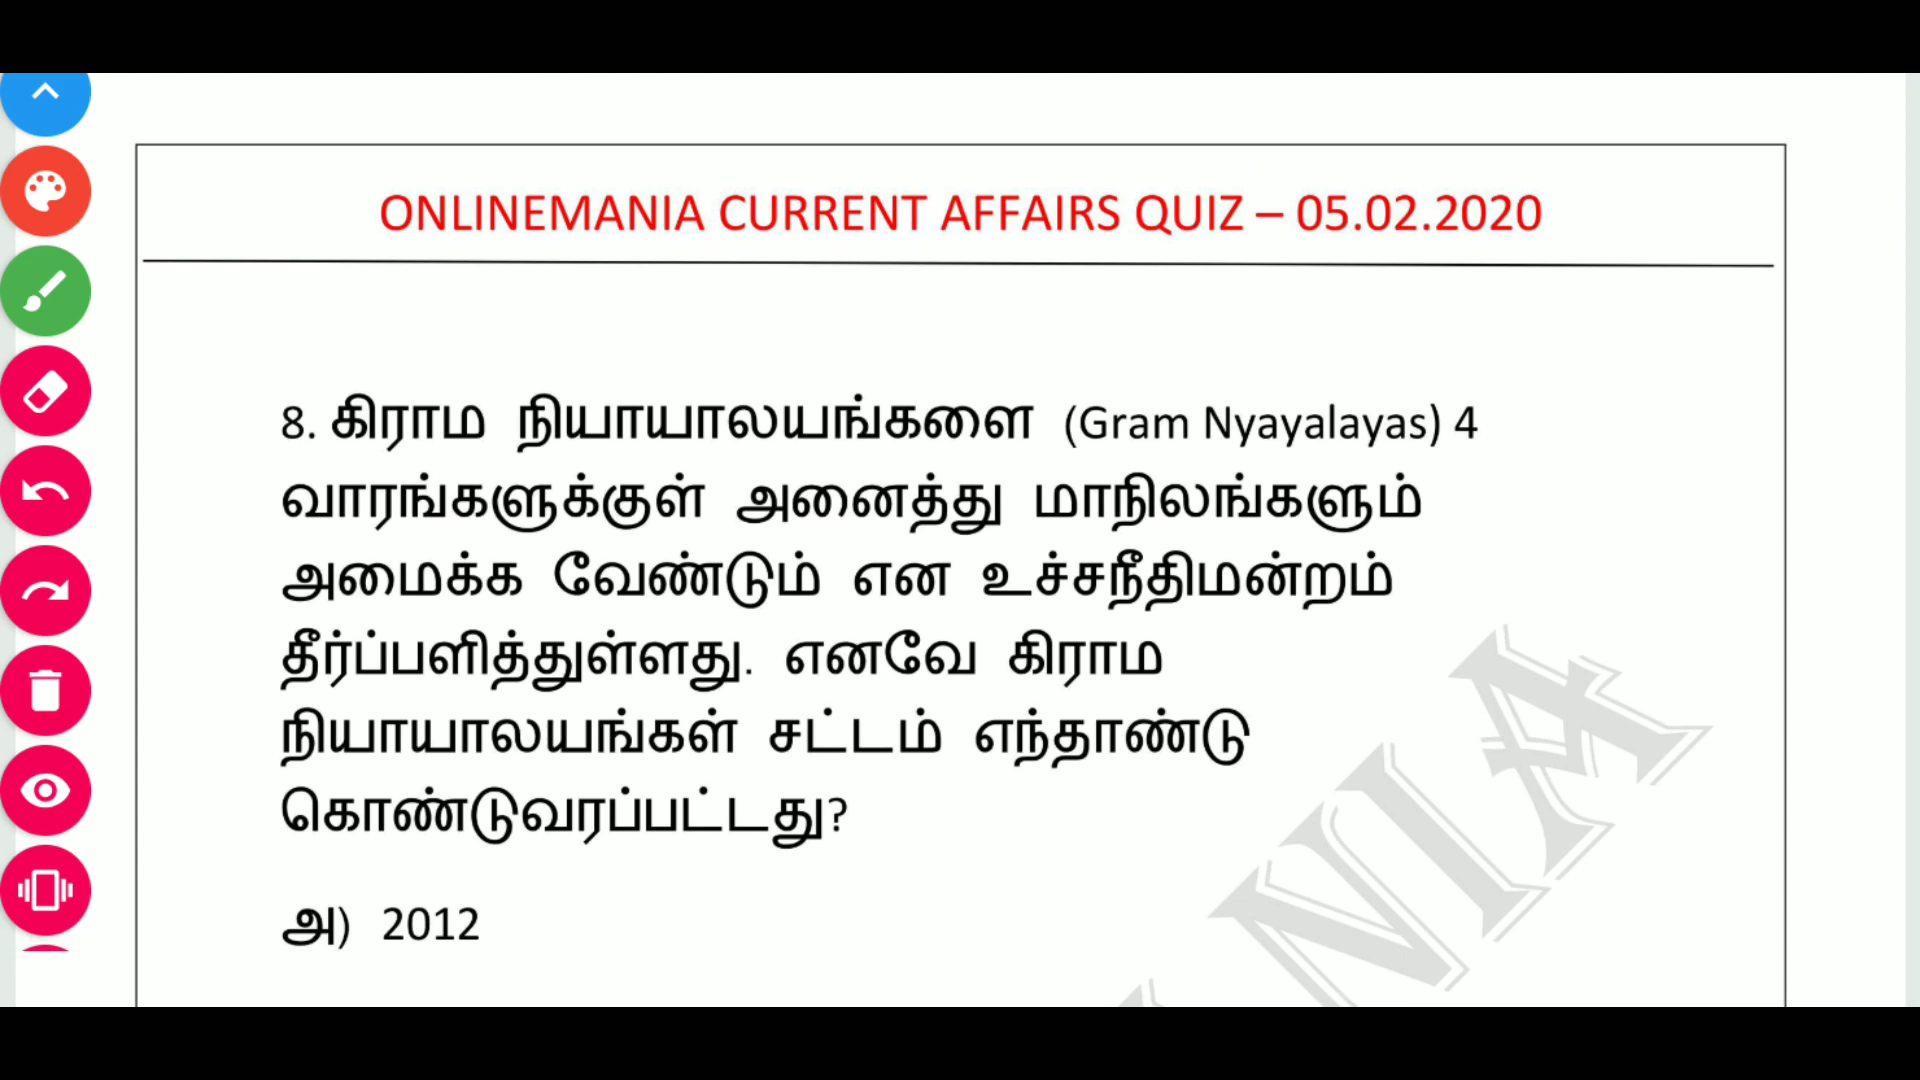 ONLINEMANIA CURRENT AFFAIRS QUIZ – 05.02.2020
8. கிராம நியாயாலயங்களை (Gram Nyayalayas) 4
வாரங்களுக்குள் அனைத்து மாநிலங்களும்
அமைக்க வேண்டும் என உச்சநீதிமன்றம்
தீர்ப்பளித்துள்ளது. எனவே கிராம
நியாயாலயங்கள் சட்டம் எந்தாண்டு
கொண்டுவரப்பட்டது?
அ) 2012
NIA